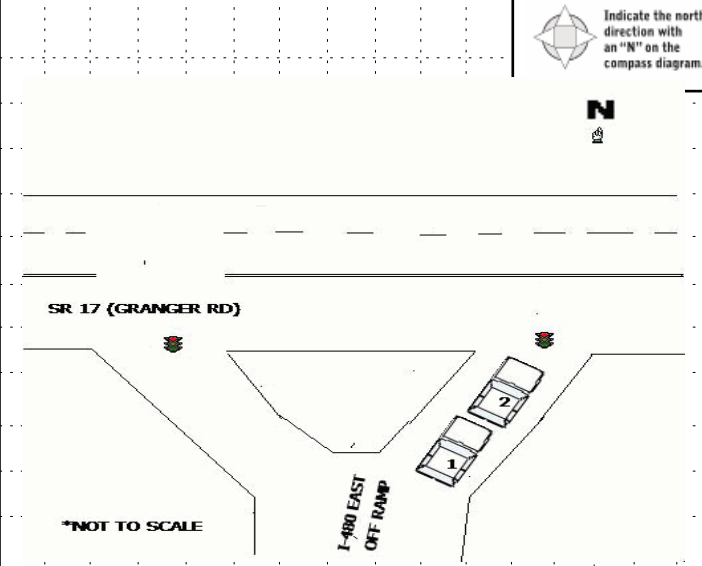 Indicate the north
direction with
an "N" on the
compass diagram.
N
SR 17 (GRANGER RD)
2
1
I-480 EAST
OFF RAMP
*NOT TO SCALE